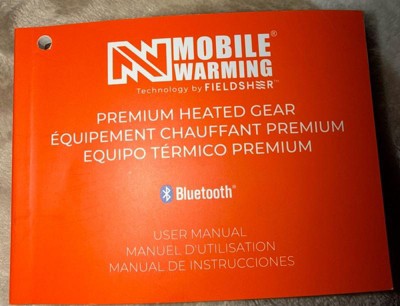 MOBILE®
WARMING
Technology by FIELDSHEER™
PREMIUM HEATED GEAR
ÉQUIPEMENT CHAUFFANT PREMIUM
EQUIPO TÉRMICO PREMIUM
Bluetooth®
USER MANUAL
MANUEL D'UTILISATION
MANUAL DE INSTRUCCIONES